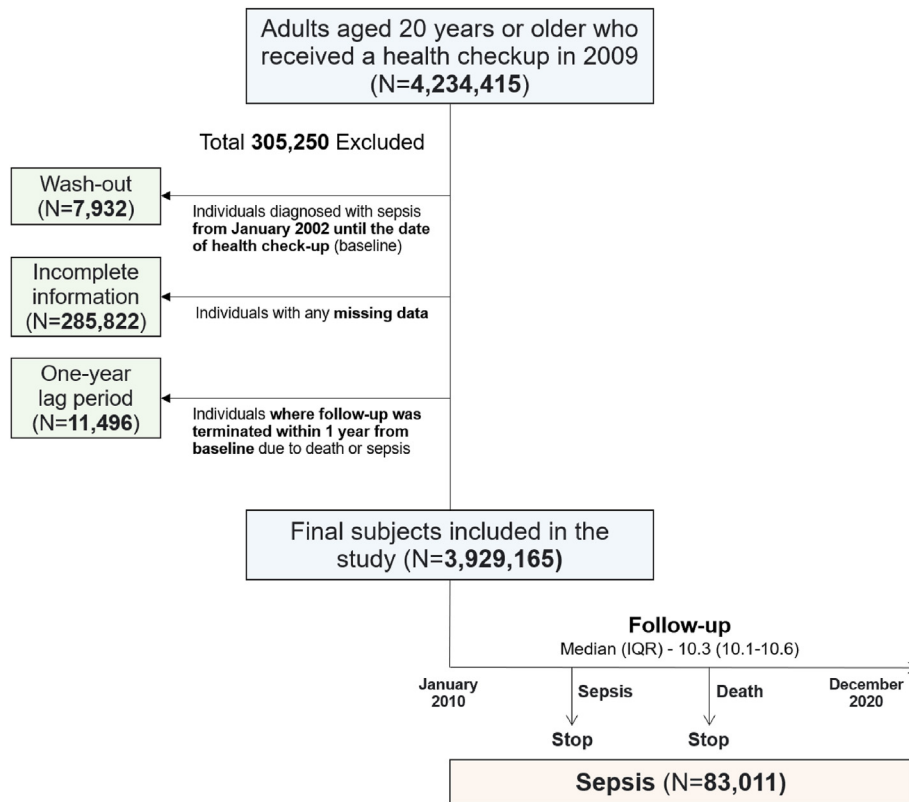 Adults aged 20 years or older who
received a health checkup in 2009
(N=4,234,415)
Total 305,250 Excluded
Wash-out
(N=7,932)
Individuals diagnosed with sepsis
from January 2002 until the date
of health check-up (baseline)
Incomplete
information
(N=285,822)
Individuals with any missing data
One-year
lag period
(N=11,496)
Individuals where follow-up was
terminated within 1 year from
baseline due to death or sepsis
Final subjects included in the
study (N=3,929,165)
Follow-up
Median (IQR) - 10.3 (10.1-10.6)
January
2010
Sepsis
Death
December
2020
Stop
Stop
Sepsis (N=83,011)